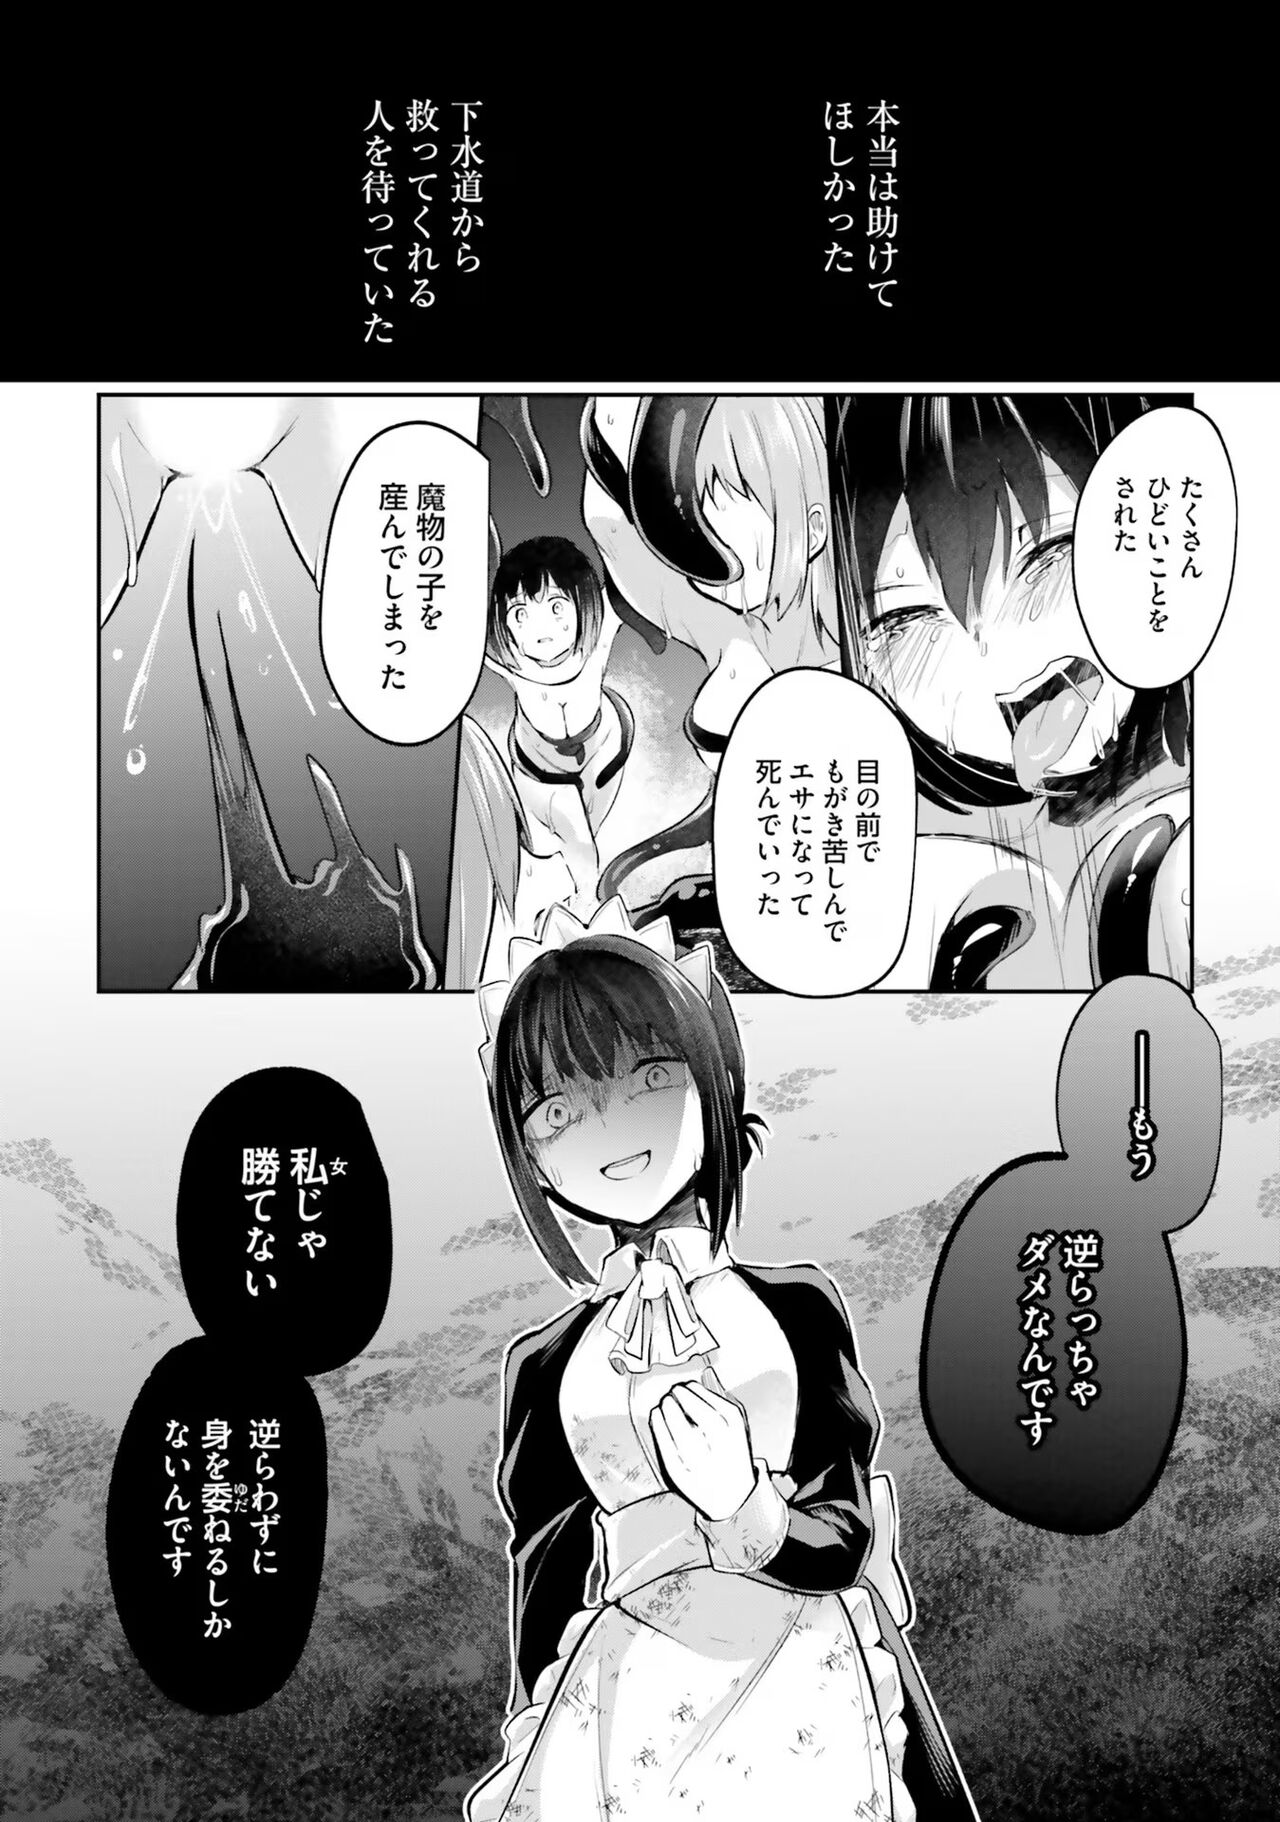 本当は助けて
ほしかった
下水道から
救ってくれる
人を待っていた
たくさん
ひどいことを
された
目の前で
もがき苦しんで
エサになって
死んでいった
魔物の子を
産んでしまった
――もう
逆らっちゃ
ダメなんです
私じゃ
女
勝てない
逆らわずに
身を委ねるしか
ゆだ
ないんです